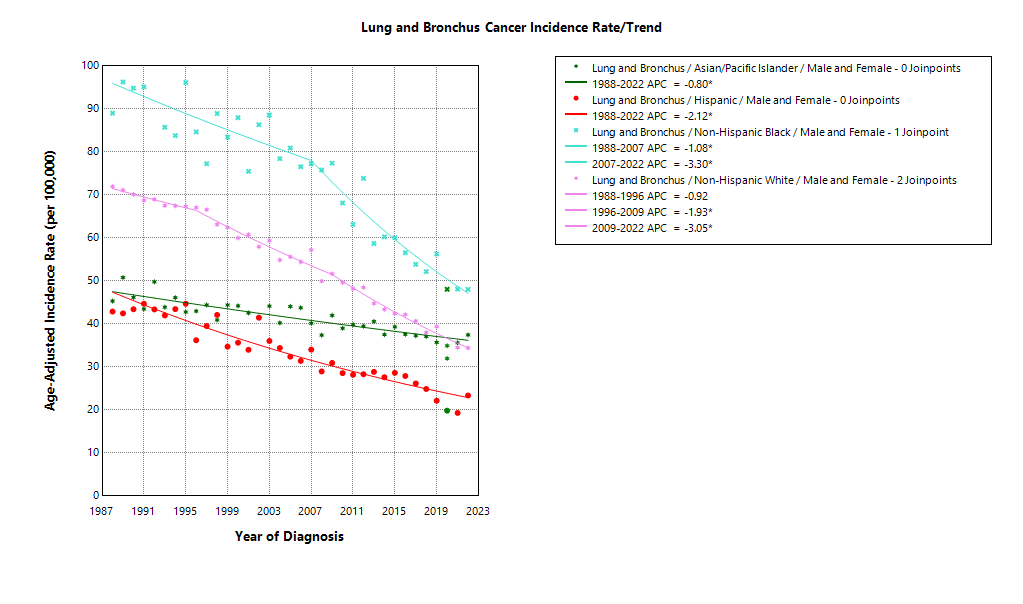 Lung and Bronchus Cancer Incidence Rate/Trend
Age-Adjusted Incidence Rate (per 100,000)
100
90
80
70
60
50
40
30
20
10
0
1987 1991 1995 1999 2003 2007 2011 2015 2019 2023
Year of Diagnosis
Lung and Bronchus / Asian/Pacific Islander / Male and Female - 0 Joinpoints
1988-2022 APC = -0.80*
Lung and Bronchus / Hispanic / Male and Female - 0 Joinpoints
1988-2022 APC = -2.12*
Lung and Bronchus / Non-Hispanic Black / Male and Female - 1 Joinpoint
1988-2007 APC = -1.08*
2007-2022 APC = -3.30*
Lung and Bronchus / Non-Hispanic White / Male and Female - 2 Joinpoints
1988-1996 APC = -0.92
1996-2009 APC = -1.93*
2009-2022 APC = -3.05*